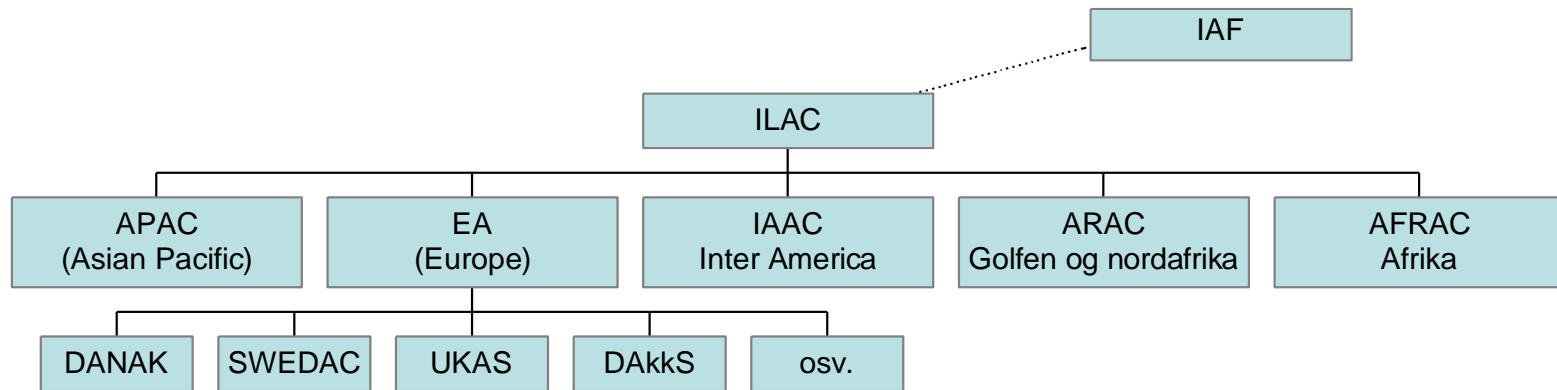 IAF
ILAC
APAC
(Asian Pacific)
EA
(Europe)
IAAC
Inter America
ARAC
Golfen og nordafrika
AFRAC
Afrika
DANAK
SWEDAC
UKAS
DAkkS
osv.